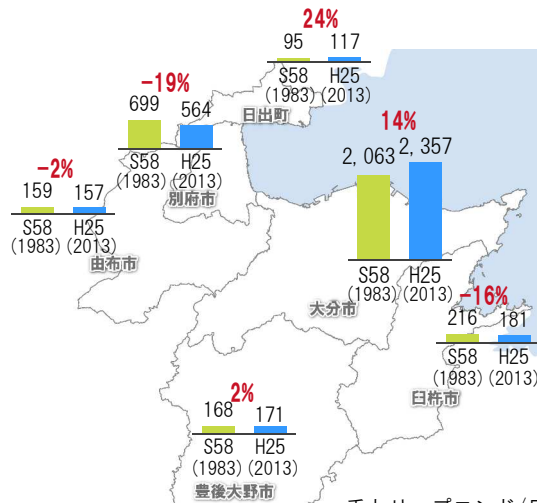 24%
95 117
S58 H25
(1983) (2013)
日出町
-19%
699 564
S58 H25
(1983) (2013)
別府市
14%
2,063 2,357
S58 H25
(1983) (2013)
大分市
-2%
159 157
S58 H25
(1983) (2013)
由布市
-16%
216 181
S58 H25
(1983) (2013)
臼杵市
2%
168 171
S58 H25
(1983) (2013)
豊後大野市